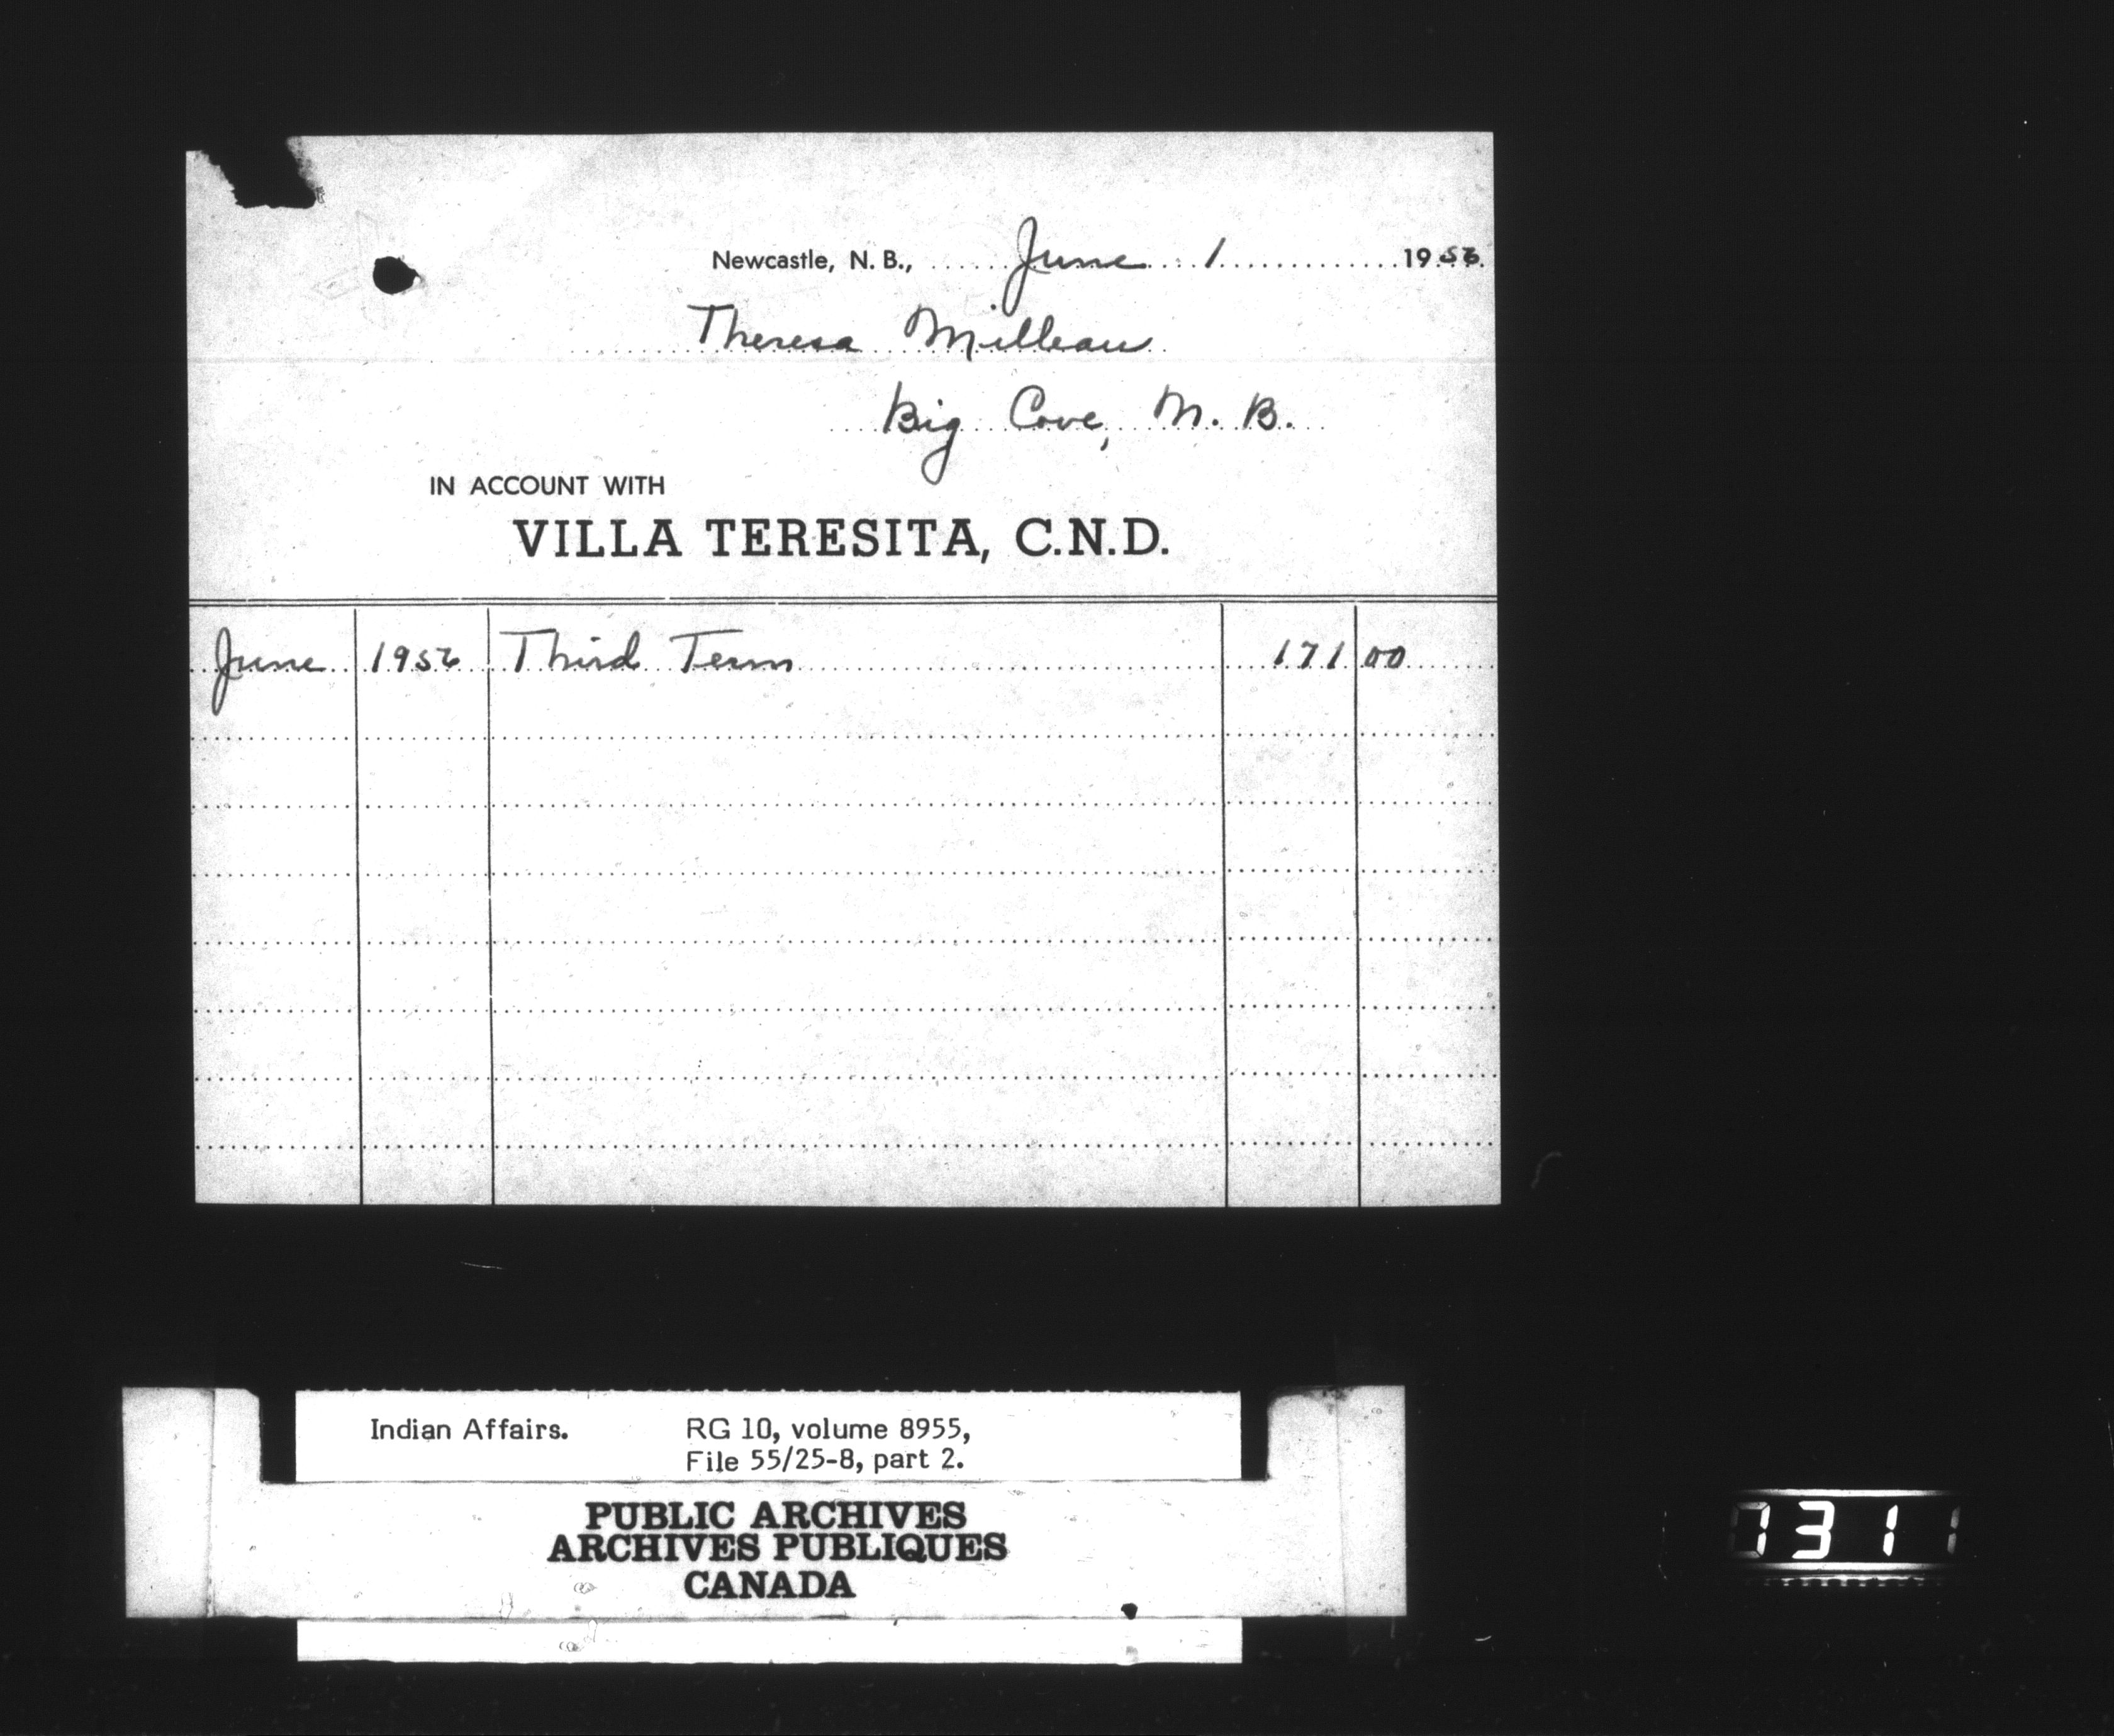 Newcastle, N. B., June 1 1956
Theresa Milleau
Big Cove, N. B.
IN ACCOUNT WITH
VILLA TERESITA, C.N.D.
June 1956 Third Term 171 00
Indian Affairs. RG 10, volume 8955,
File 55/25-8, part 2.
PUBLIC ARCHIVES
ARCHIVES PUBLIQUES
CANADA